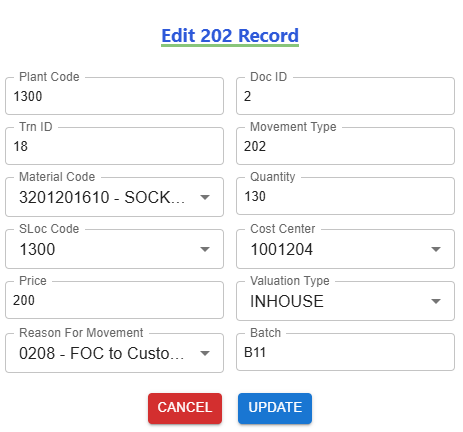 Edit 202 Record
Plant Code
1300
Doc ID
2
Trn ID
18
Movement Type
202
Material Code
3201201610 - SOCK...
Quantity
130
SLoc Code
1300
Cost Center
1001204
Price
200
Valuation Type
INHOUSE
Reason For Movement
0208 - FOC to Custo...
Batch
B11
CANCEL
UPDATE